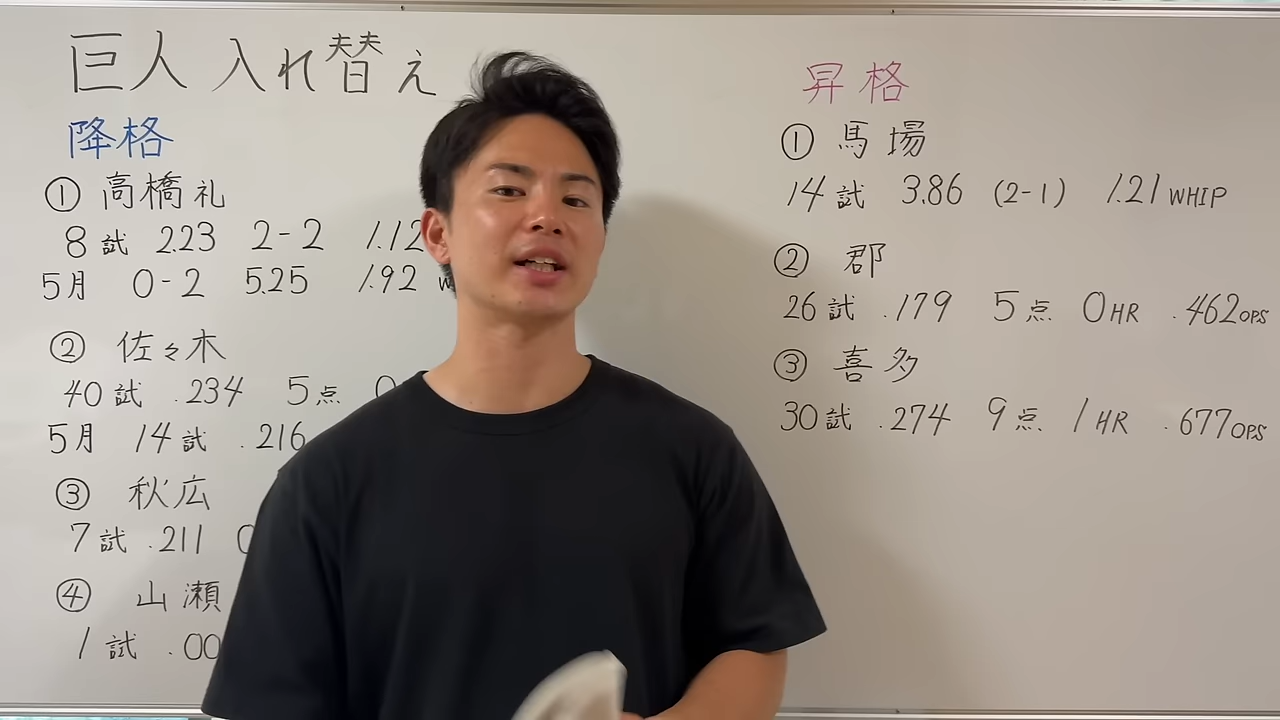 巨人 入れ替え
降格
① 高橋礼
8試 2.23 2-2 1.12
5月 0-2 5.25 1.92
② 佐々木
40試 .234 5点
5月 14試 .216
③ 秋広
7試 .211
④ 山瀬
1試 .00
昇格
① 馬場
14試 3.86 (2-1) 1.21 WHIP
② 郡
26試 .179 5点 0HR .462OPS
③ 喜多
30試 .274 9点 1HR .677OPS